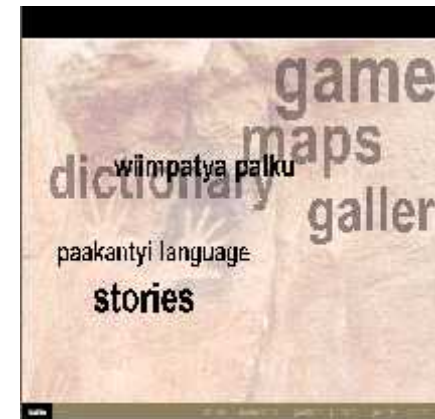 game
maps
wiimpatya palku
dictionary
galler
paakantyi language
stories